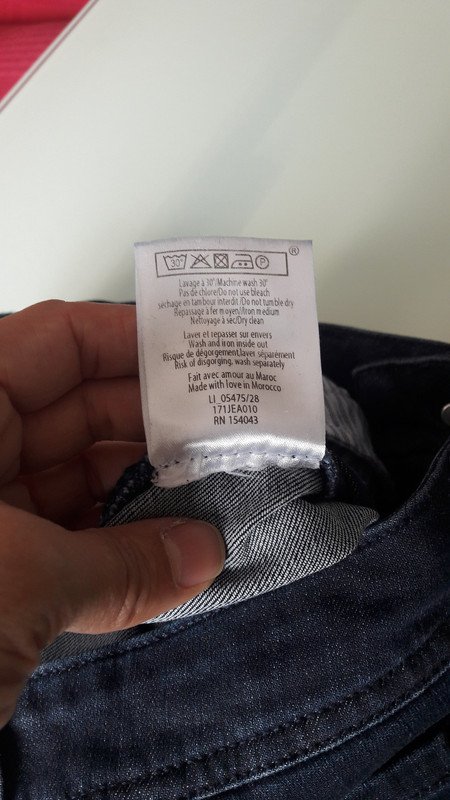 30° P ®
Lavage à 30°/Machine wash 30°
Pas de chlore/Do not use bleach
séchage en tambour interdit /Do not tumble dry
Repassage à fer moyen/Iron medium
Nettoyage à sec/Dry clean
Laver et repasser sur envers
Wash and iron inside out
Risque de dégorgement,laver séparément
Risk of disgorging, wash separately
Fait avec amour au Maroc
Made with love in Morocco
LI_05475/28
171JEA010
RN 154043